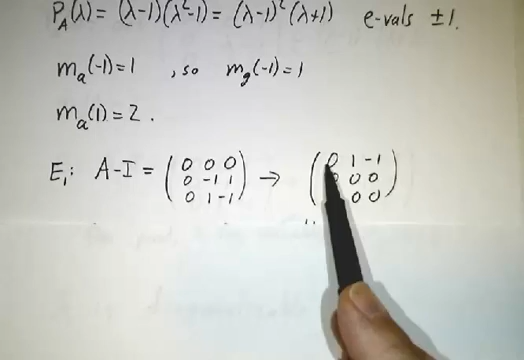 P_A(λ) = (λ-1)(λ²-1) = (λ-1)²(λ+1) e-vals ±1.
m_a(-1)=1 , so m_g(-1)=1
m_a(1)=2 .
E_1: A-I = (0 0 0; 0 -1 1; 0 1 -1) → (0 1 -1; 0 0 0; 0 0)